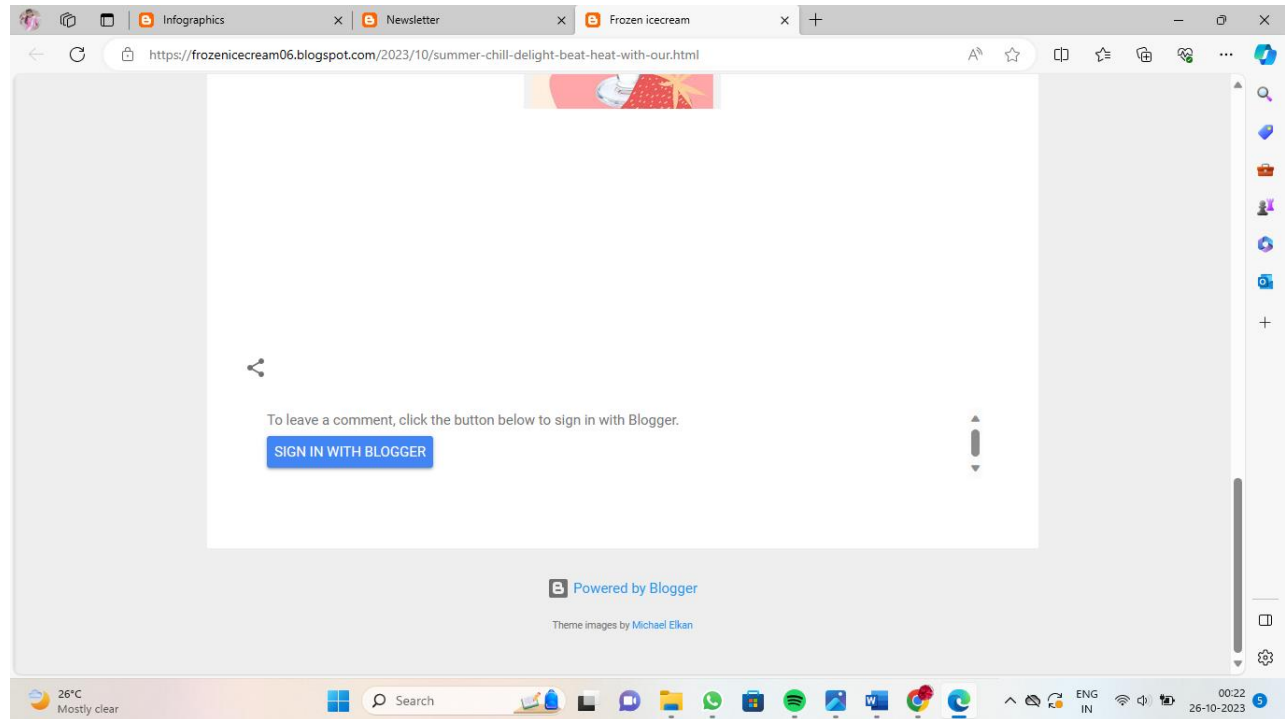 Infographics
Newsletter
Frozen icecream
https://frozenicecream06.blogspot.com/2023/10/summer-chill-delight-beat-heat-with-our.html
To leave a comment, click the button below to sign in with Blogger.
SIGN IN WITH BLOGGER
Powered by Blogger
Theme images by Michael Elkan
26°C
Mostly clear
Search
ENG
IN
00:22
26-10-2023
5